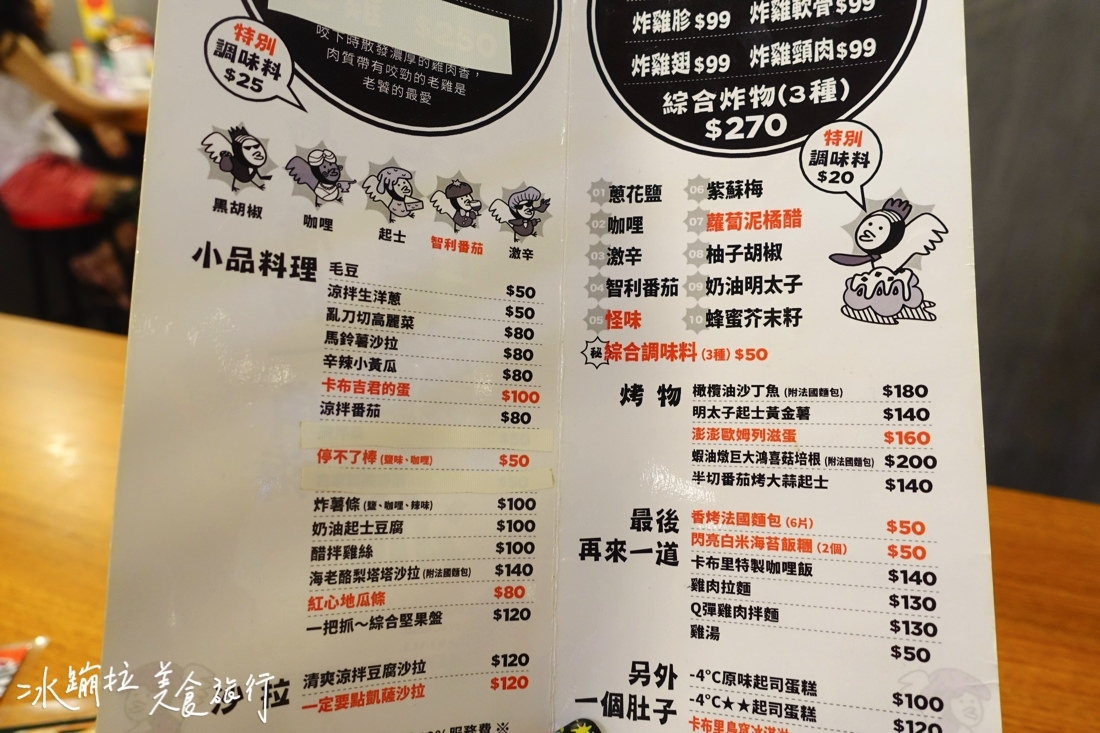 特別
調味料
$25
咬下時散發濃厚的雞肉香,
肉質帶有咬勁的老雞是
老饕的最愛
黑胡椒
咖哩
起士
智利番茄
激辛
小品料理
毛豆 $50
涼拌生洋蔥 $50
亂刀切高麗菜 $80
馬鈴薯沙拉 $80
辛辣小黃瓜 $80
卡布吉君的蛋 $100
涼拌番茄 $80
停不了棒(鹽味、咖哩) $50
炸薯條(鹽、咖哩、辣味) $100
奶油起士豆腐 $100
醋拌雞絲 $100
海老酪梨塔塔沙拉(附法國麵包) $140
紅心地瓜條 $80
一把抓~綜合堅果盤 $120
沙拉
清爽涼拌豆腐沙拉 $120
一定要點凱薩沙拉 $120
服務費※
炸雞胗$99 炸雞軟骨$99
炸雞翅$99 炸雞頸肉$99
綜合炸物(3種)
$270
特別
調味料
$20
01 蔥花鹽
02 咖哩
03 激辛
04 智利番茄
05 怪味
06 紫蘇梅
07 蘿蔔泥橘醋
08 柚子胡椒
09 奶油明太子
10 蜂蜜芥末籽
秘 綜合調味料(3種)$50
烤物
橄欖油沙丁魚(附法國麵包) $180
明太子起士黃金薯 $140
澎澎歐姆列滋蛋 $160
蝦油燉巨大鴻喜菇培根(附法國麵包) $200
半切番茄烤大蒜起士 $140
最後
再來一道
香烤法國麵包(6片) $50
閃亮白米海苔飯糰(2個) $50
卡布里特製咖哩飯 $140
雞肉拉麵 $130
Q彈雞肉拌麵 $130
雞湯 $50
另外
一個肚子
-4°C原味起司蛋糕 $100
-4°C★★起司蛋糕 $120
冰蹦拉 美食旅行